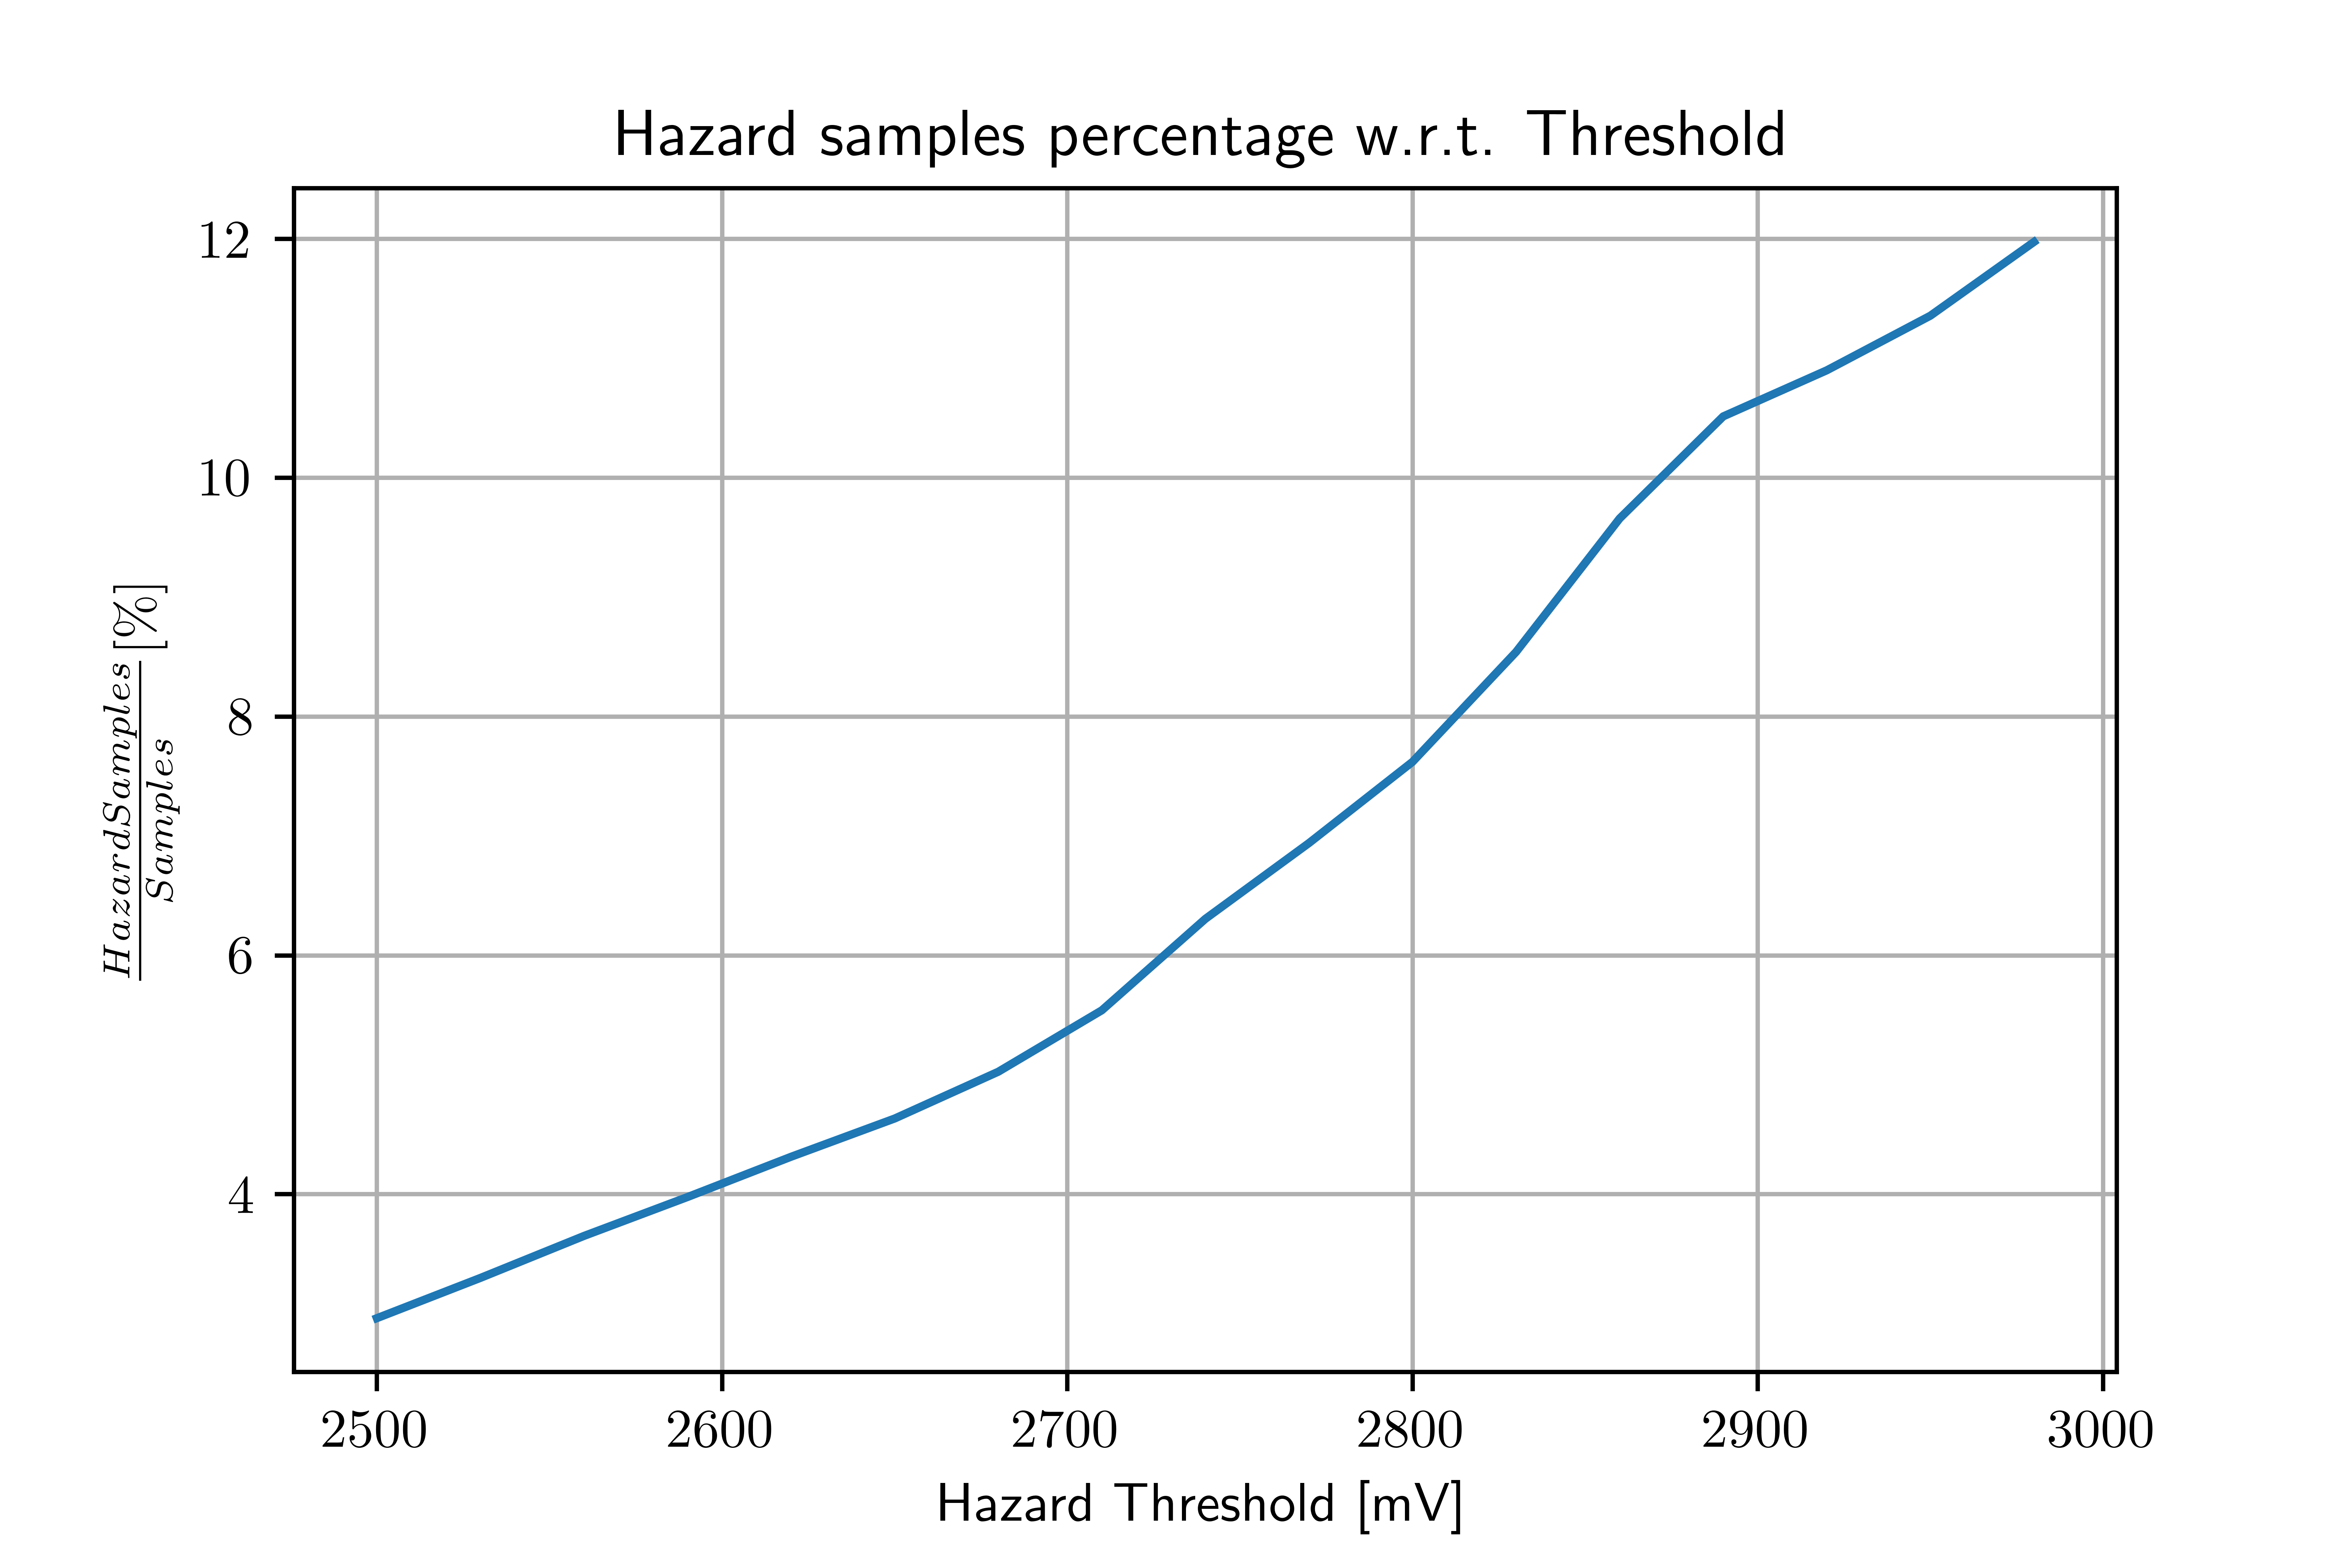 Hazard samples percentage w.r.t. Threshold
12
10
8
6
4
HazardSamples
Samples
[%]
2500 2600 2700 2800 2900 3000
Hazard Threshold [mV]